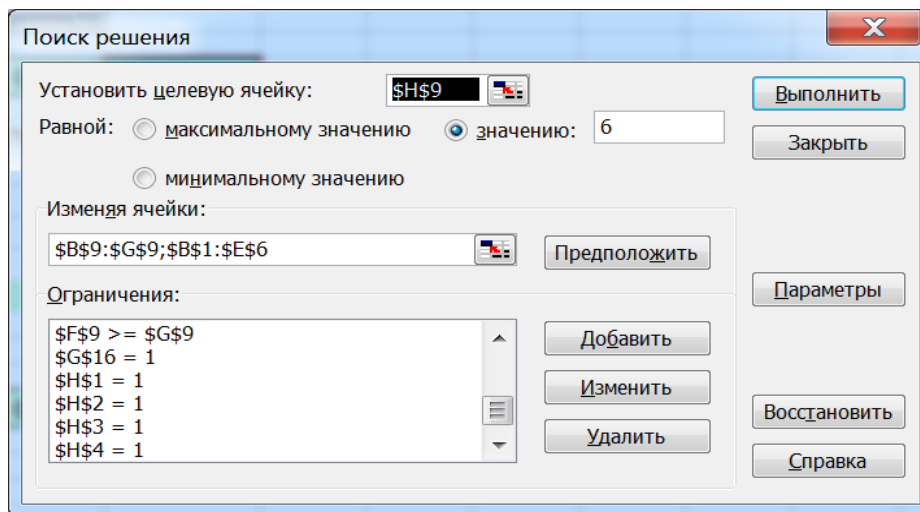 Поиск решения
Установить целевую ячейку: $H$9
Выполнить
Равной: максимальному значению значению: 6
Закрыть
минимальному значению
Изменяя ячейки:
$B$9:$G$9;$B$1:$E$6
Предположить
Параметры
Ограничения:
$F$9 >= $G$9
$G$16 = 1
$H$1 = 1
$H$2 = 1
$H$3 = 1
$H$4 = 1
Добавить
Изменить
Удалить
Восстановить
Справка